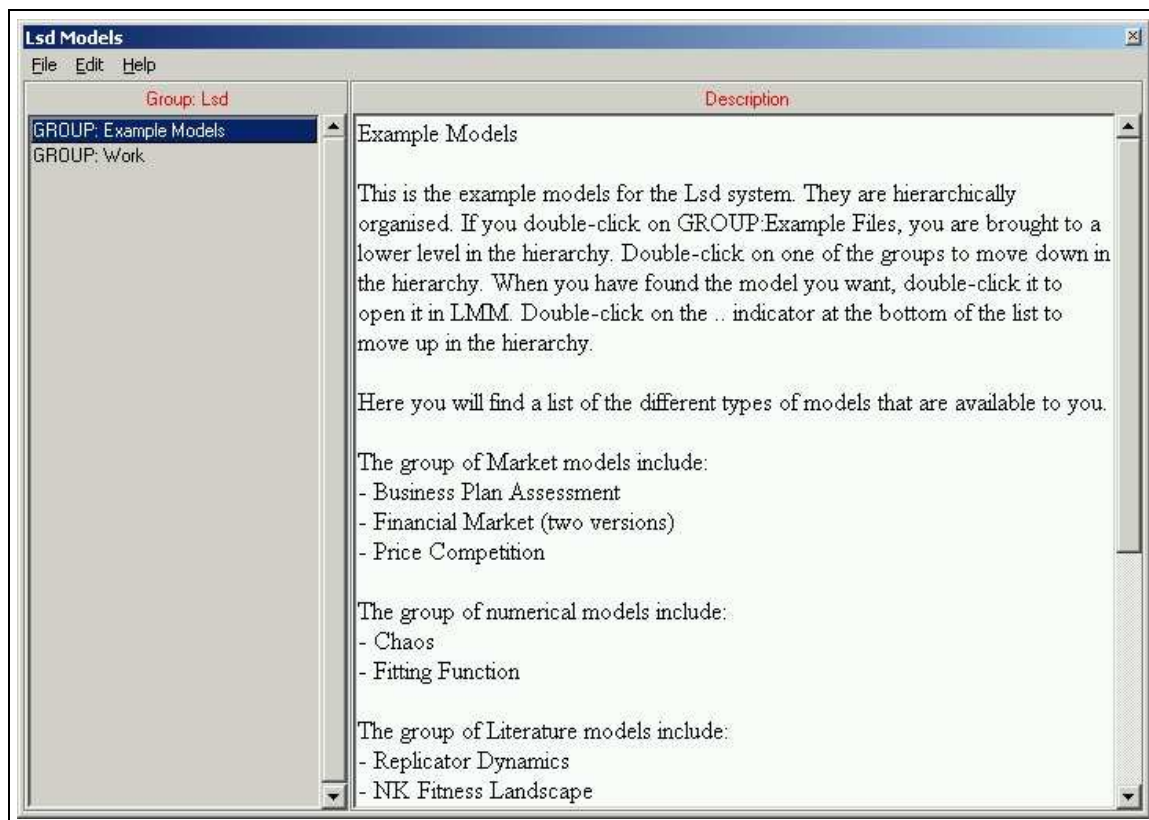 Lsd Models
File Edit Help
Group: Lsd
GROUP: Example Models
GROUP: Work
Description
Example Models
This is the example models for the Lsd system. They are hierarchically
organised. If you double-click on GROUP:Example Files, you are brought to a
lower level in the hierarchy. Double-click on one of the groups to move down in
the hierarchy. When you have found the model you want, double-click it to
open it in LMM. Double-click on the .. indicator at the bottom of the list to
move up in the hierarchy.
Here you will find a list of the different types of models that are available to you.
The group of Market models include:
- Business Plan Assessment
- Financial Market (two versions)
- Price Competition
The group of numerical models include:
- Chaos
- Fitting Function
The group of Literature models include:
- Replicator Dynamics
- NK Fitness Landscape